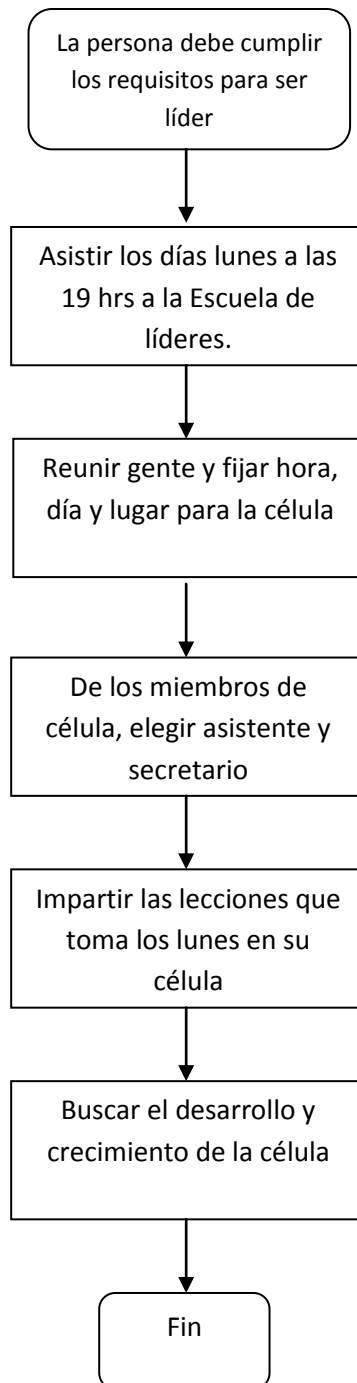 La persona debe cumplir
los requisitos para ser
líder
Asistir los días lunes a las
19 hrs a la Escuela de
líderes.
Reunir gente y fijar hora,
día y lugar para la célula
De los miembros de
célula, elegir asistente y
secretario
Impartir las lecciones que
toma los lunes en su
célula
Buscar el desarrollo y
crecimiento de la célula
Fin